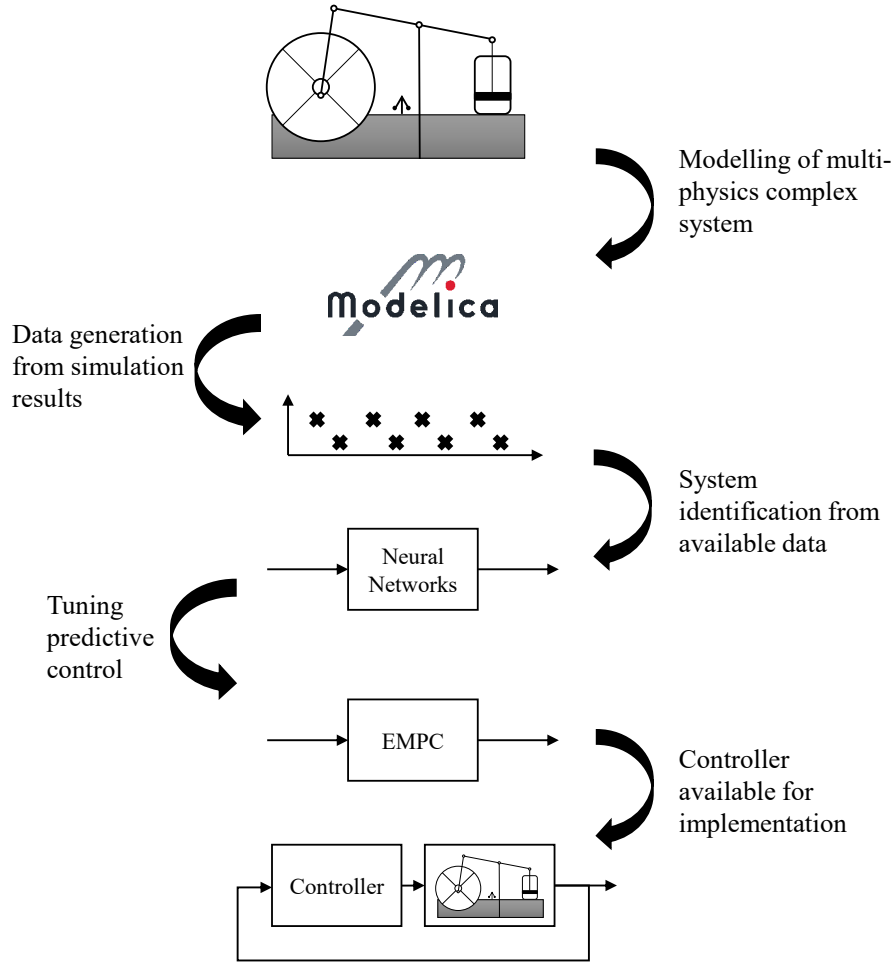 Modelling of multi-
physics complex
system
Modelica
Data generation
from simulation
results
System
identification from
available data
Neural
Networks
Tuning
predictive
control
EMPC
Controller
available for
implementation
Controller